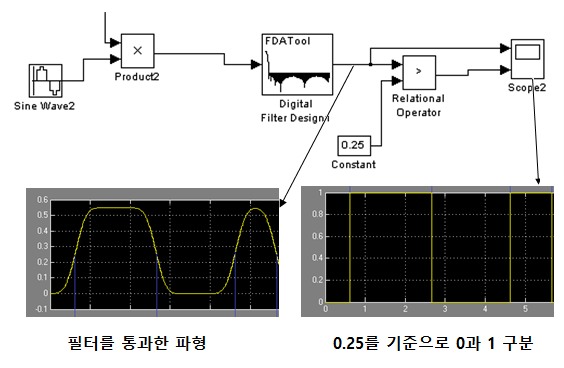 FDATool
×
Product2
Sine Wave2
Digital
Filter Design1
>
Relational
Operator
Scope2
0.25
Constant
0.6
0.5
0.4
0.3
0.2
0.1
0
-0.1
1
0.8
0.6
0.4
0.2
0
0 1 2 3 4 5
필터를 통과한 파형
0.25를 기준으로 0과 1 구분